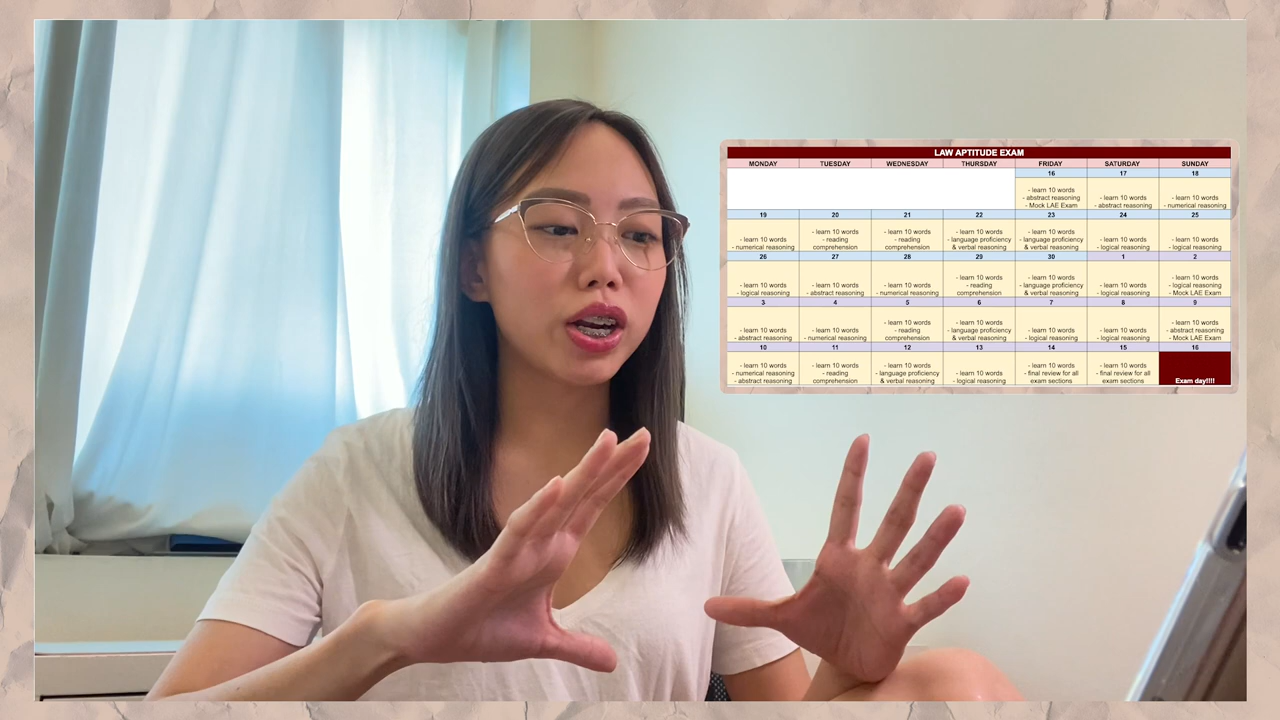 LAW APTITUDE EXAM
MONDAY TUESDAY WEDNESDAY THURSDAY FRIDAY SATURDAY SUNDAY
16 17 18
- learn 10 words
- abstract reasoning
- Mock LAE Exam
- learn 10 words
- abstract reasoning
- learn 10 words
- numerical reasoning
19 20 21 22 23 24 25
- learn 10 words
- numerical reasoning
- learn 10 words
- reading
comprehension
- learn 10 words
- reading
comprehension
- learn 10 words
- language proficiency
& verbal reasoning
- learn 10 words
- language proficiency
& verbal reasoning
- learn 10 words
- logical reasoning
- learn 10 words
- logical reasoning
26 27 28 29 30 1 2
- learn 10 words
- logical reasoning
- learn 10 words
- abstract reasoning
- learn 10 words
- numerical reasoning
- learn 10 words
- reading
comprehension
- learn 10 words
- language proficiency
& verbal reasoning
- learn 10 words
- logical reasoning
- learn 10 words
- logical reasoning
- Mock LAE Exam
3 4 5 6 7 8 9
- learn 10 words
- abstract reasoning
- learn 10 words
- numerical reasoning
- learn 10 words
- reading
comprehension
- learn 10 words
- language proficiency
& verbal reasoning
- learn 10 words
- logical reasoning
- learn 10 words
- logical reasoning
- learn 10 words
- abstract reasoning
- Mock LAE Exam
10 11 12 13 14 15 16
- learn 10 words
- numerical reasoning
- abstract reasoning
- learn 10 words
- reading
comprehension
- learn 10 words
- language proficiency
& verbal reasoning
- learn 10 words
- logical reasoning
- learn 10 words
- final review for all
exam sections
- learn 10 words
- final review for all
exam sections
Exam day!!!!